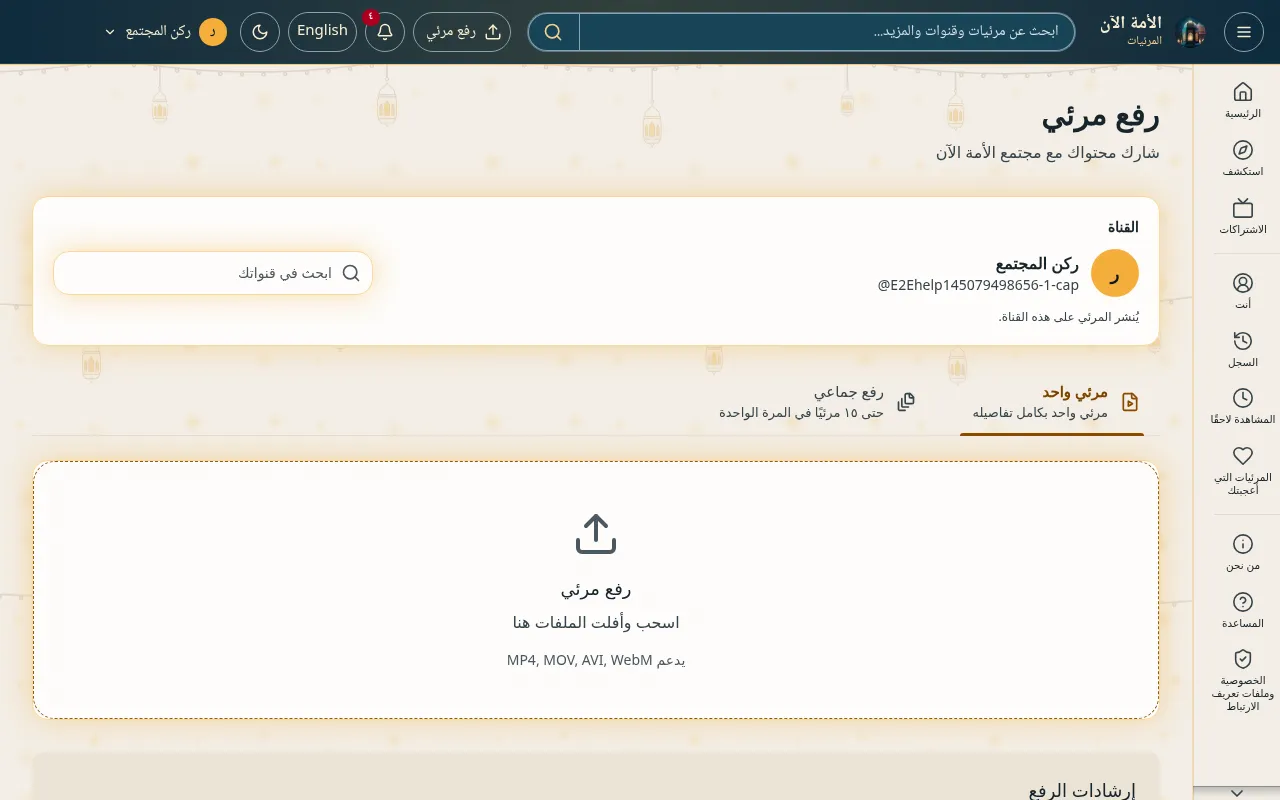 الأمة الآن
المرئيات
ابحث عن مرئيات وقنوات والمزيد...
رفع مرئي
٤
English
ر
ركن المجتمع
الرئيسية
استكشف
الاشتراكات
أنت
السجل
المشاهدة لاحقًا
المرئيات التي
أعجبتك
من نحن
المساعدة
الخصوصية
وملفات تعريف
الارتباط
رفع مرئي
شارك محتواك مع مجتمع الأمة الآن
القناة
ر
ركن المجتمع
@E2Ehelp145079498656-1-cap
يُنشر المرئي على هذه القناة.
ابحث في قنواتك
مرئي واحد
مرئي واحد بكامل تفاصيله
رفع جماعي
حتى ١٥ مرئيًا في المرة الواحدة
رفع مرئي
اسحب وأفلت الملفات هنا
يدعم MP4, MOV, AVI, WebM
إرشادات الرفع